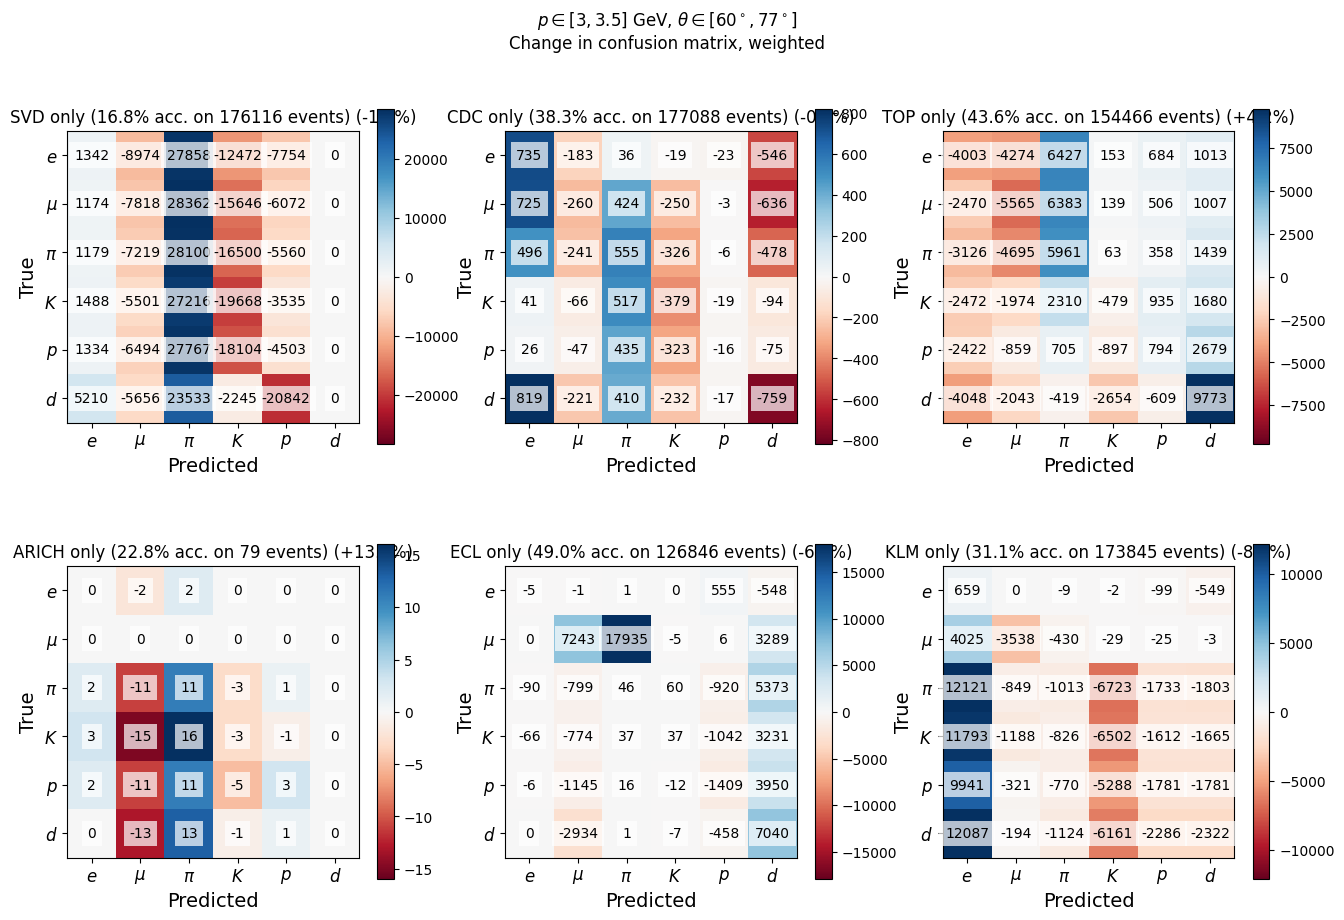 p ∈ [3, 3.5] GeV, θ ∈ [60°, 77°]
Change in confusion matrix, weighted
SVD only (16.8% acc. on 176116 events)
e 1342 -8974 27858 -12472 -7754 0
μ 1174 -7818 28362 -15646 -6072 0
π 1179 -7219 28100 -16500 -5560 0
K 1488 -5501 27216 -19668 -3535 0
p 1334 -6494 27767 -18104 -4503 0
d 5210 -5656 23533 -2245 -20842 0
e μ π K p d
True
Predicted
20000
10000
0
−10000
−20000
CDC only (38.3% acc. on 177088 events)
e 735 -183 36 -19 -23 -546
μ 725 -260 424 -250 -3 -636
π 496 -241 555 -326 -6 -478
K 41 -66 517 -379 -19 -94
p 26 -47 435 -323 -16 -75
d 819 -221 410 -232 -17 -759
e μ π K p d
True
Predicted
800
600
400
200
0
−200
−400
−600
−800
TOP only (43.6% acc. on 154466 events)
e -4003 -4274 6427 153 684 1013
μ -2470 -5565 6383 139 506 1007
π -3126 -4695 5961 63 358 1439
K -2472 -1974 2310 -479 935 1680
p -2422 -859 705 -897 794 2679
d -4048 -2043 -419 -2654 -609 9773
e μ π K p d
True
Predicted
7500
5000
2500
0
−2500
−5000
−7500
ARICH only (22.8% acc. on 79 events)
e 0 -2 2 0 0 0
μ 0 0 0 0 0 0
π 2 -11 11 -3 1 0
K 3 -15 16 -3 -1 0
p 2 -11 11 -5 3 0
d 0 -13 13 -1 1 0
e μ π K p d
True
Predicted
15
10
5
0
−5
−10
−15
ECL only (49.0% acc. on 126846 events)
e -5 -1 1 0 555 -548
μ 0 7243 17935 -5 6 3289
π -90 -799 46 60 -920 5373
K -66 -774 37 37 -1042 3231
p -6 -1145 16 -12 -1409 3950
d 0 -2934 1 -7 -458 7040
e μ π K p d
True
Predicted
15000
10000
5000
0
−5000
−10000
−15000
KLM only (31.1% acc. on 173845 events)
e 659 0 -9 -2 -99 -549
μ 4025 -3538 -430 -29 -25 -3
π 12121 -849 -1013 -6723 -1733 -1803
K 11793 -1188 -826 -6502 -1612 -1665
p 9941 -321 -770 -5288 -1781 -1781
d 12087 -194 -1124 -6161 -2286 -2322
e μ π K p d
True
Predicted
10000
5000
0
−5000
−10000